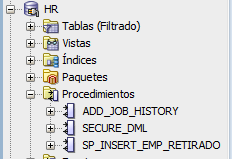 HR
Tablas (Filtrado)
Vistas
Índices
Paquetes
Procedimientos
ADD_JOB_HISTORY
SECURE_DML
SP_INSERT_EMP_RETIRADO